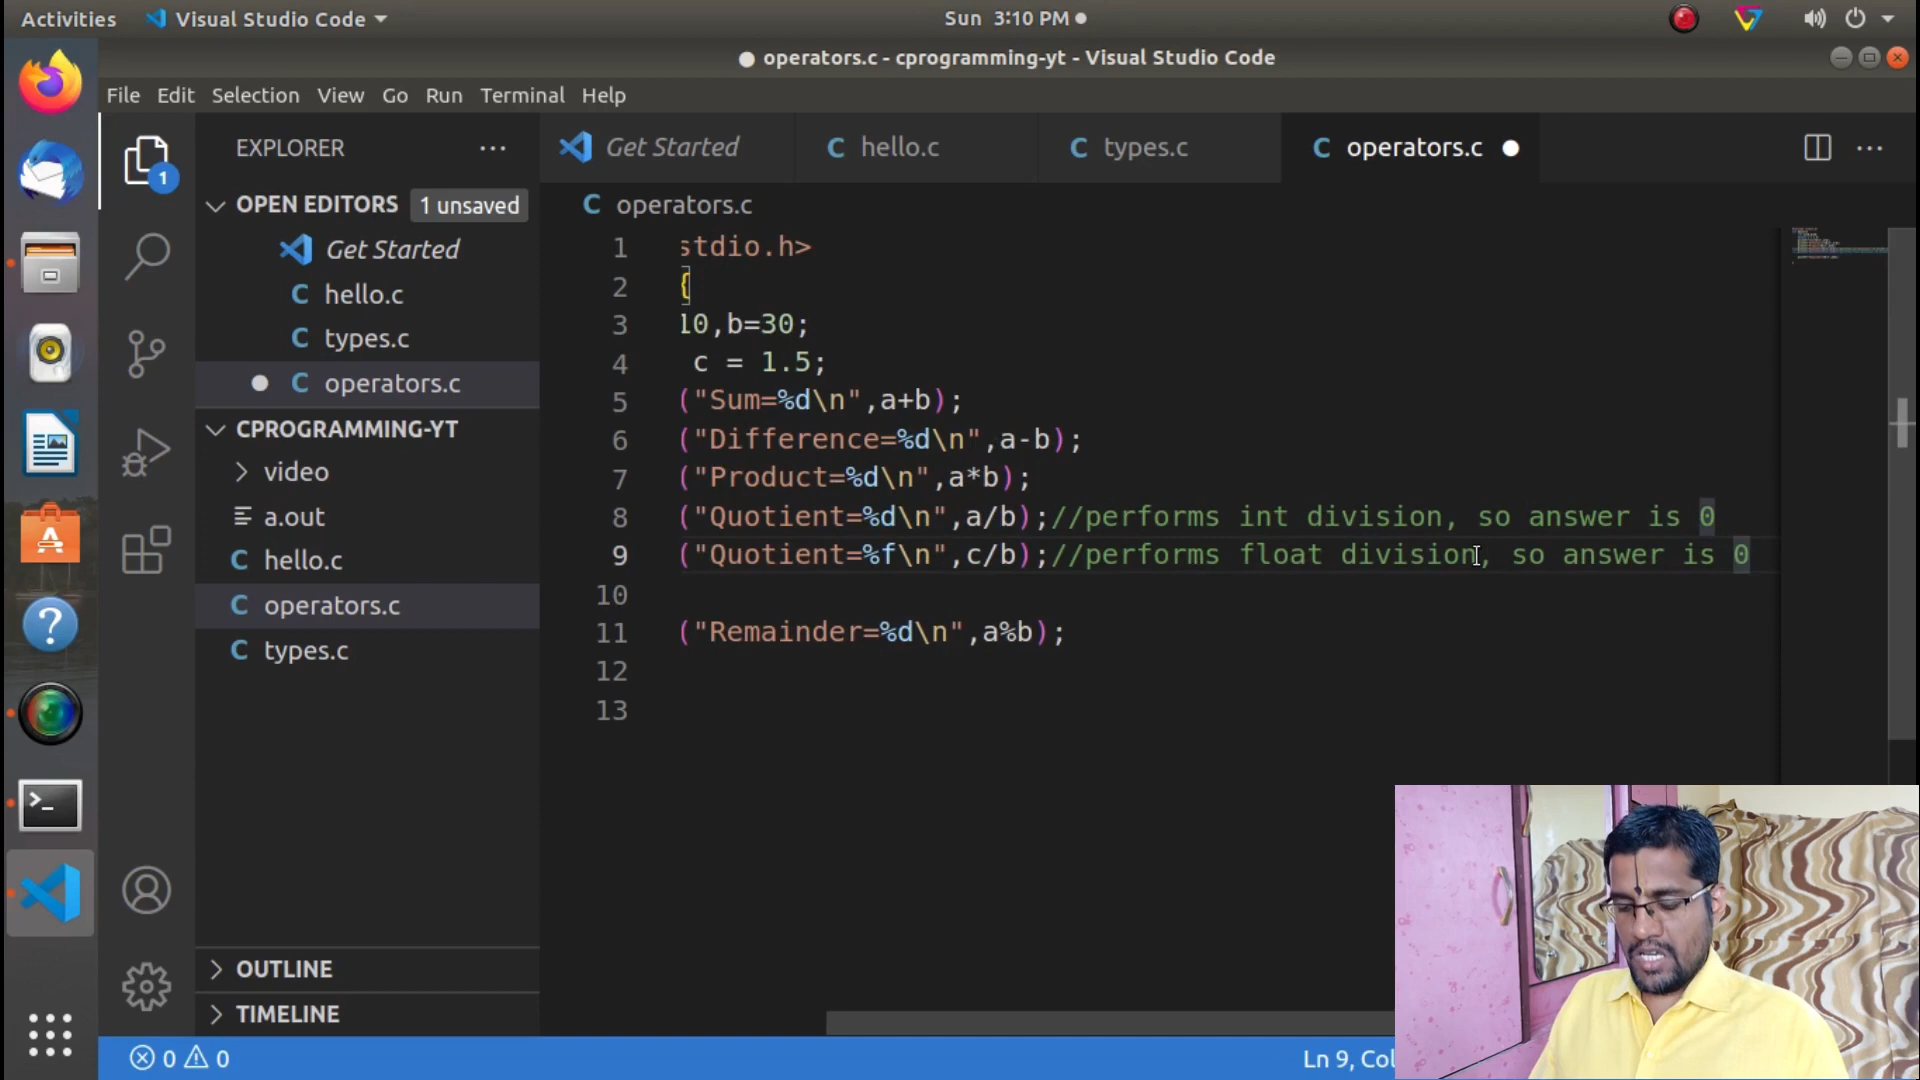 Activities
Visual Studio Code
Sun 3:10 PM
operators.c - cprogramming-yt - Visual Studio Code
File Edit Selection View Go Run Terminal Help
EXPLORER
Get Started
hello.c
types.c
operators.c
1
OPEN EDITORS
1 unsaved
Get Started
hello.c
types.c
operators.c
CPROGRAMMING-YT
video
a.out
hello.c
operators.c
types.c
OUTLINE
TIMELINE
operators.c
1 stdio.h>
2 {
3 10,b=30;
4 c = 1.5;
5 ("Sum=%d\n",a+b);
6 ("Difference=%d\n",a-b);
7 ("Product=%d\n",a*b);
8 ("Quotient=%d\n",a/b);//performs int division, so answer is 0
9 ("Quotient=%f\n",c/b);//performs float division, so answer is 0
10
11 ("Remainder=%d\n",a%b);
12
13
0 0
Ln 9, Col